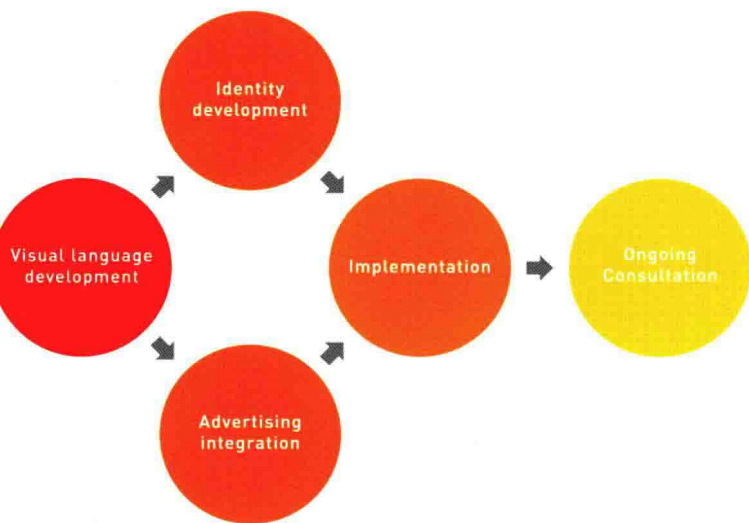 Identity
development
Visual language
development
Implementation
Ongoing
Consultation
Advertising
integration